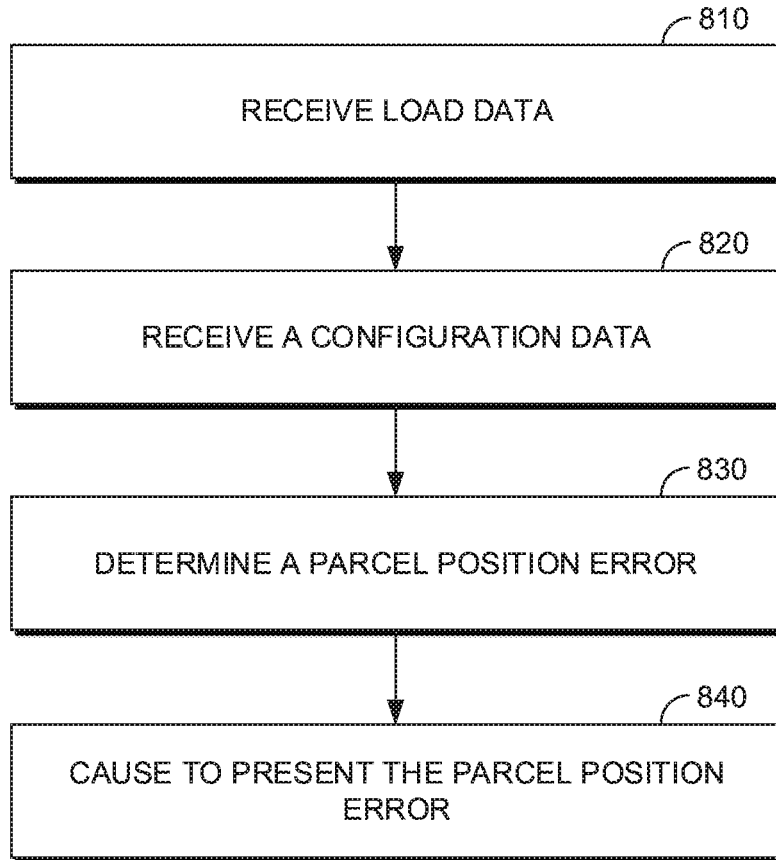 810
RECEIVE LOAD DATA
820
RECEIVE A CONFIGURATION DATA
830
DETERMINE A PARCEL POSITION ERROR
840
CAUSE TO PRESENT THE PARCEL POSITION
ERROR